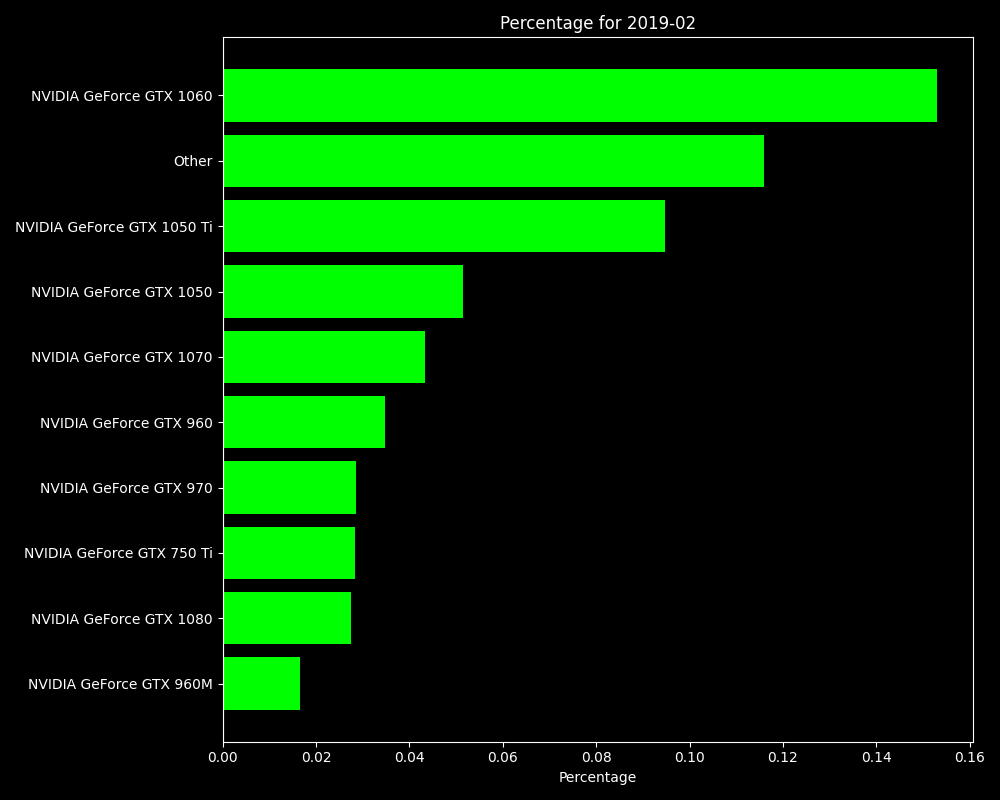 Percentage for 2019-02
NVIDIA GeForce GTX 1060
Other
NVIDIA GeForce GTX 1050 Ti
NVIDIA GeForce GTX 1050
NVIDIA GeForce GTX 1070
NVIDIA GeForce GTX 960
NVIDIA GeForce GTX 970
NVIDIA GeForce GTX 750 Ti
NVIDIA GeForce GTX 1080
NVIDIA GeForce GTX 960M
0.00 0.02 0.04 0.06 0.08 0.10 0.12 0.14 0.16
Percentage